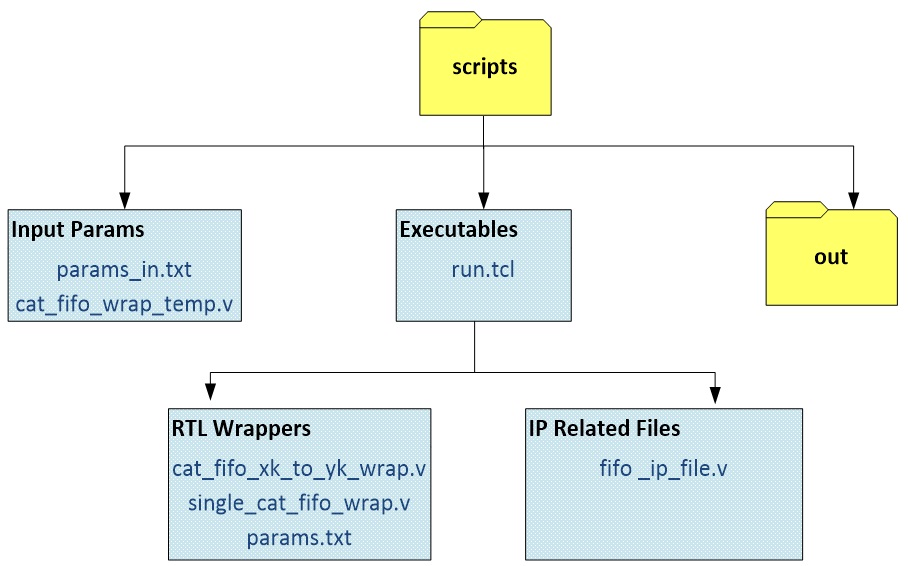 scripts
Input Params
params_in.txt
cat_fifo_wrap_temp.v
Executables
run.tcl
out
RTL Wrappers
cat_fifo_xk_to_yk_wrap.v
single_cat_fifo_wrap.v
params.txt
IP Related Files
fifo _ip_file.v